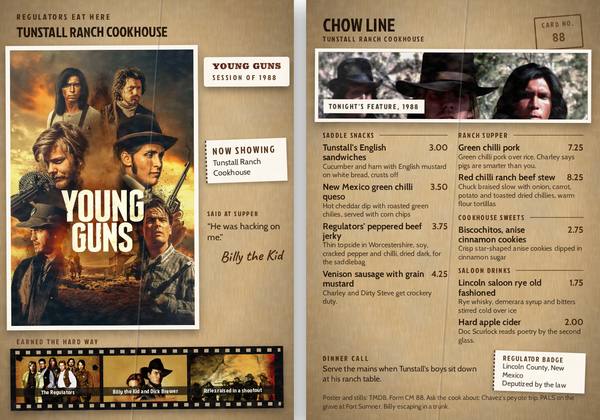 REGULATORS EAT HERE
TUNSTALL RANCH COOKHOUSE
YOUNG GUNS
SESSION OF 1988
NOW SHOWING
Tunstall Ranch
Cookhouse
YOUNG
GUNS
SAID AT SUPPER
"He was hacking on
me."
Billy the Kid
EARNED THE HARD WAY
The Regulators
Billy the Kid and Dick Brewer
Rifles raised in a shootout
CHOW LINE
TUNSTALL RANCH COOKHOUSE
CARD NO.
88
TONIGHT'S FEATURE, 1988
SADDLE SNACKS
Tunstall's English 3.00
sandwiches
Cucumber and ham with English mustard
on white bread, crusts off
New Mexico green chilli 3.50
queso
Hot cheddar dip with roasted green
chilies, served with corn chips
Regulators' peppered beef 3.75
jerky
Thin topside in Worcestershire, soy,
cracked pepper and chilli, dried dark, for
the saddlebag
Venison sausage with grain 4.25
mustard
Charley and Dirty Steve get crockery
duty.
RANCH SUPPER
Green chilli pork 7.25
Green chilli pork over rice. Charley says
pigs are smarter than you.
Red chilli ranch beef stew 8.25
Chuck braised slow with onion, carrot,
potato and toasted dried chillies, warm
flour tortillas
COOKHOUSE SWEETS
Biscochitos, anise 2.75
cinnamon cookies
Crisp star-shaped anise cookies dipped in
cinnamon sugar
SALOON DRINKS
Lincoln saloon rye old 1.75
fashioned
Rye whisky, demerara syrup and bitters
stirred cold over ice
Hard apple cider 2.00
Doc Scurlock reads poetry by the second
glass.
DINNER CALL
Serve the mains when Tunstall's boys sit down
at his ranch table.
REGULATOR BADGE
Lincoln County, New
Mexico
Deputized by the law
Poster and stills: TMDB. Form CM 88. Ask the cook about: Chavez's peyote trip. PALS on the
grave at Fort Sumner. Billy escaping in a trunk.